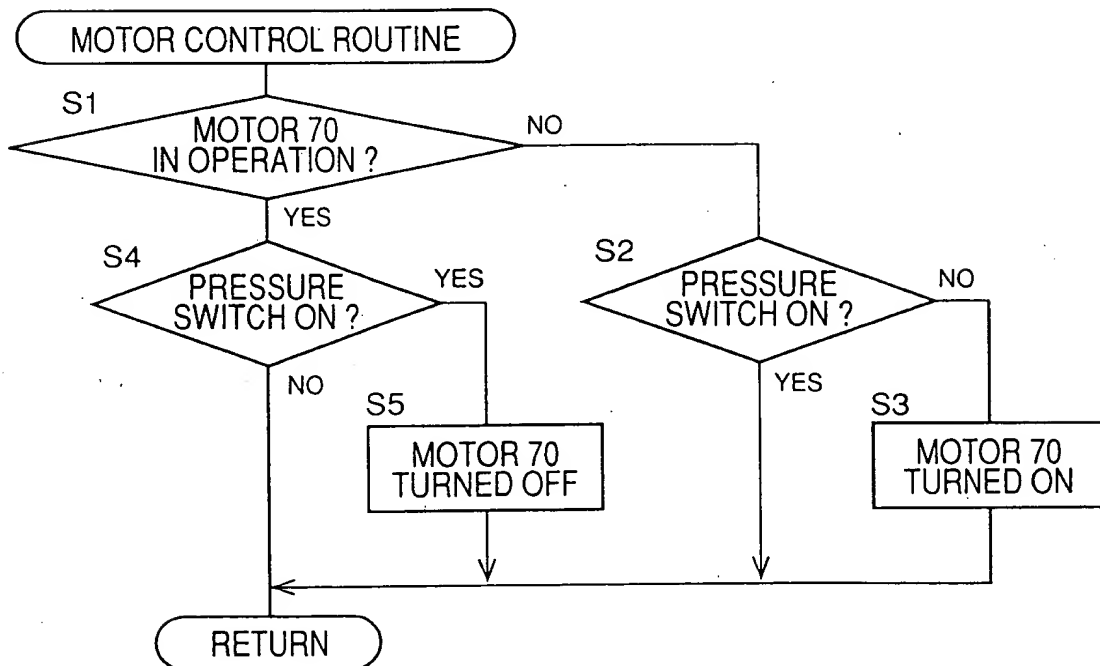 MOTOR CONTROL ROUTINE
S1
MOTOR 70
IN OPERATION ?
NO
YES
S4
PRESSURE
SWITCH ON ?
YES
NO
S5
MOTOR 70
TURNED OFF
S2
PRESSURE
SWITCH ON ?
NO
YES
S3
MOTOR 70
TURNED ON
RETURN